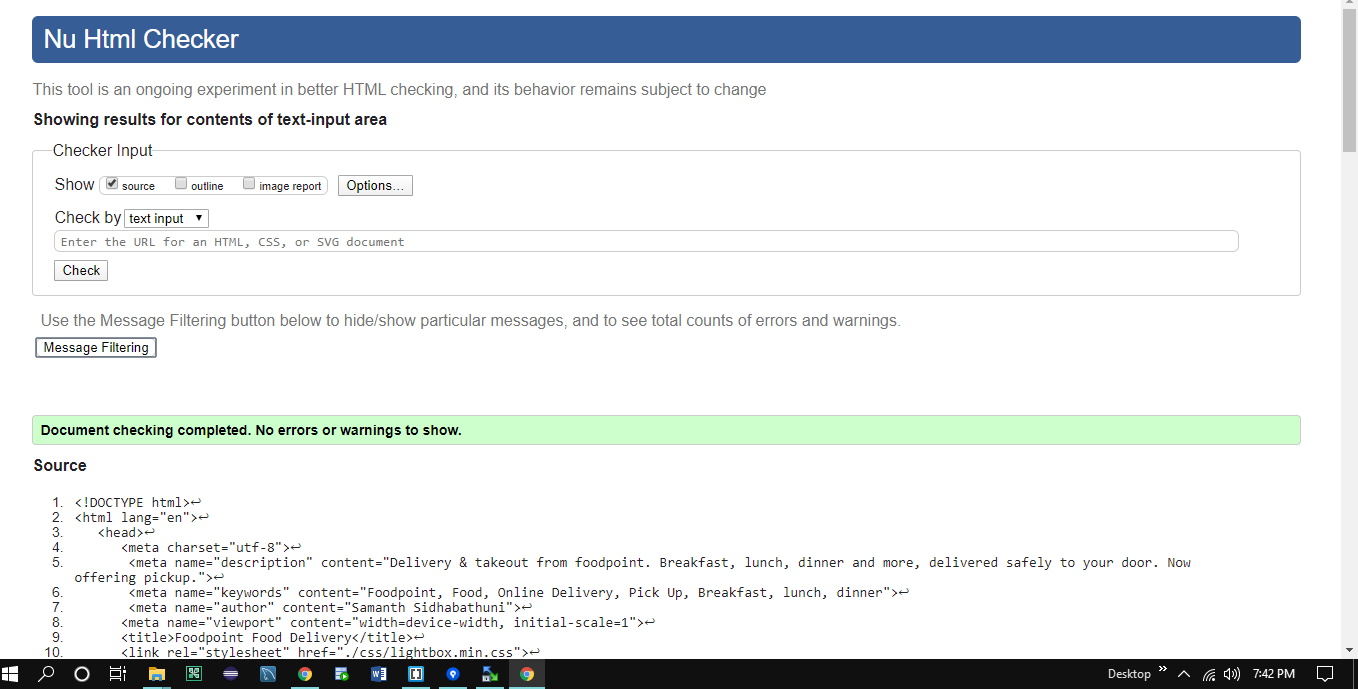 Nu Html Checker
This tool is an ongoing experiment in better HTML checking, and its behavior remains subject to change
Showing results for contents of text-input area
Checker Input
Show source outline image report Options...
Check by text input
Enter the URL for an HTML, CSS, or SVG document
Check
Use the Message Filtering button below to hide/show particular messages, and to see total counts of errors and warnings.
Message Filtering
Document checking completed. No errors or warnings to show.
Source
1. <!DOCTYPE html>↩
2. <html lang="en">↩
3. <head>↩
4. <meta charset="utf-8">↩
5. <meta name="description" content="Delivery & takeout from foodpoint. Breakfast, lunch, dinner and more, delivered safely to your door. Now
offering pickup.">↩
6. <meta name="keywords" content="Foodpoint, Food, Online Delivery, Pick Up, Breakfast, lunch, dinner">↩
7. <meta name="author" content="Samanth Sidhabathuni">↩
8. <meta name="viewport" content="width=device-width, initial-scale=1">↩
9. <title>Foodpoint Food Delivery</title>↩
10. <link rel="stylesheet" href="./css/lightbox.min.css">↩
Desktop 7:42 PM